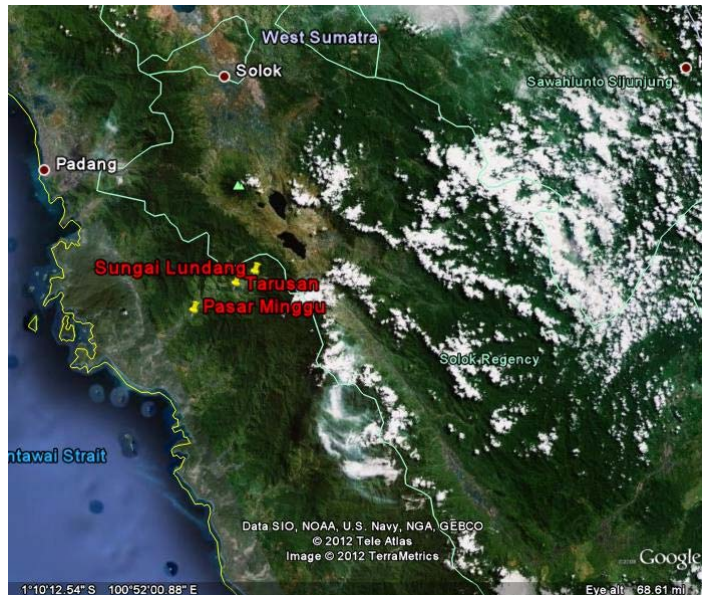 West Sumatra
Solok
Sawahlunto Sijunjung
Padang
Sungai Lundang
Tarusan
Pasar Minggu
Solok Regency
ntawai Strait
Data SIO, NOAA, U.S. Navy, NGA, GEBCO
© 2012 Tele Atlas
Image © 2012 TerraMetrics
Google
1°10'12.54" S 100°52'00.88" E
Eye alt 68.61 mi